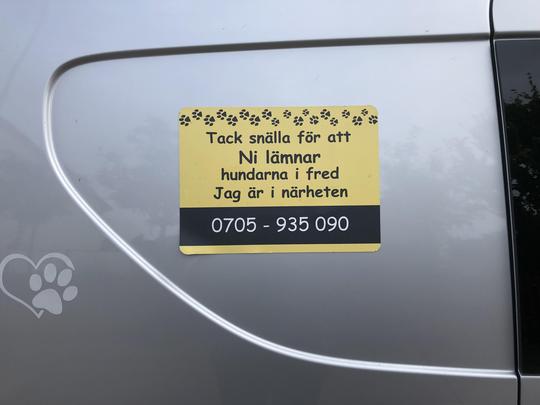 Tack snälla för att
Ni lämnar
hundarna i fred
Jag är i närheten
0705 - 935 090